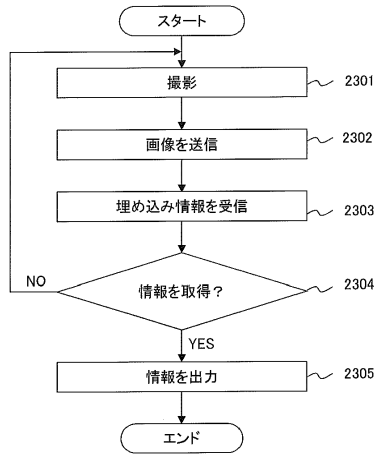 スタート
撮影 2301
画像を送信 2302
埋め込み情報を受信 2303
情報を取得？ 2304
NO
YES
情報を出力 2305
エンド